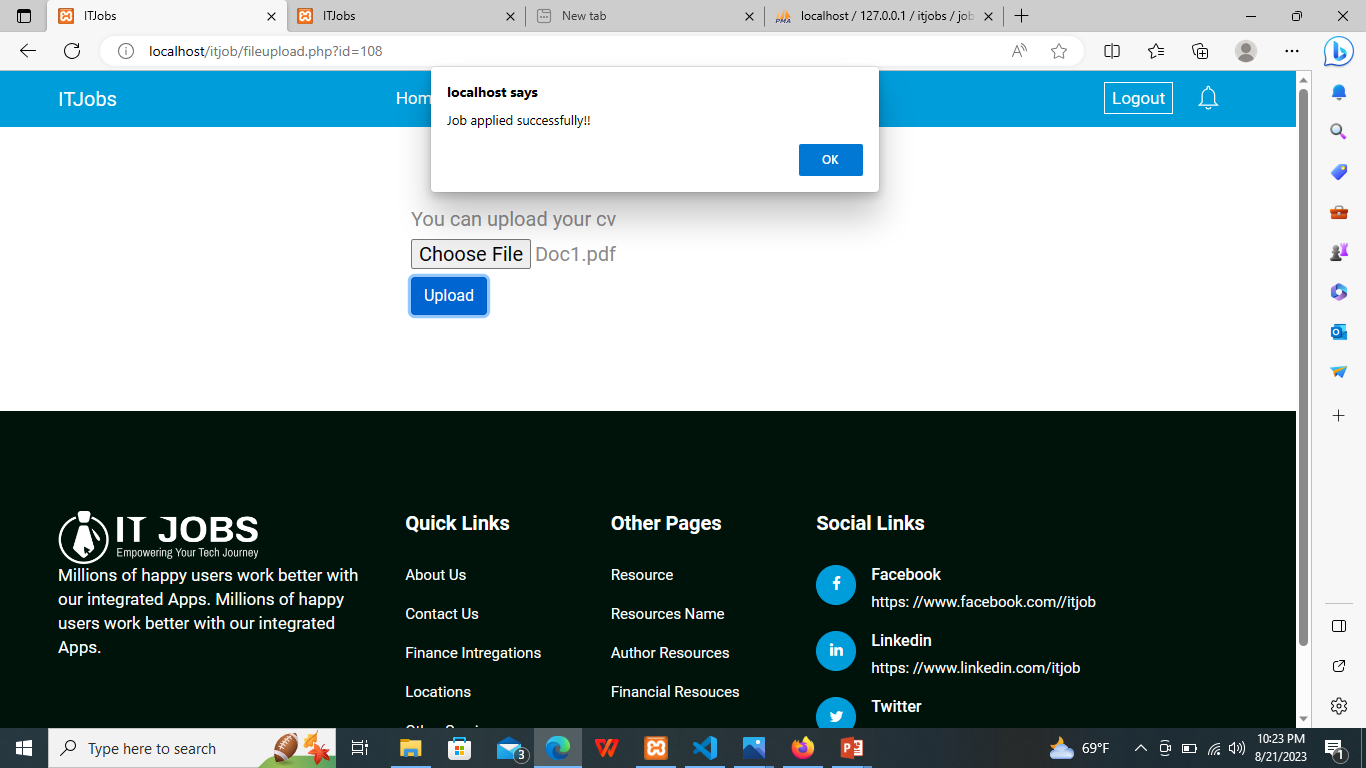 ITJobs
ITJobs
New tab
localhost / 127.0.0.1 / itjobs / job
localhost/itjob/fileupload.php?id=108
ITJobs
Hom
Logout
localhost says
Job applied successfully!!
OK
You can upload your cv
Choose File Doc1.pdf
Upload
IT JOBS
Empowering Your Tech Journey
Millions of happy users work better with
our integrated Apps. Millions of happy
users work better with our integrated
Apps.
Quick Links
About Us
Contact Us
Finance Intregations
Locations
Other Pages
Resource
Resources Name
Author Resources
Financial Resouces
Social Links
Facebook
https: //www.facebook.com//itjob
Linkedin
https: //www.linkedin.com/itjob
Twitter
Type here to search
3
69°F
10:23 PM
8/21/2023
1